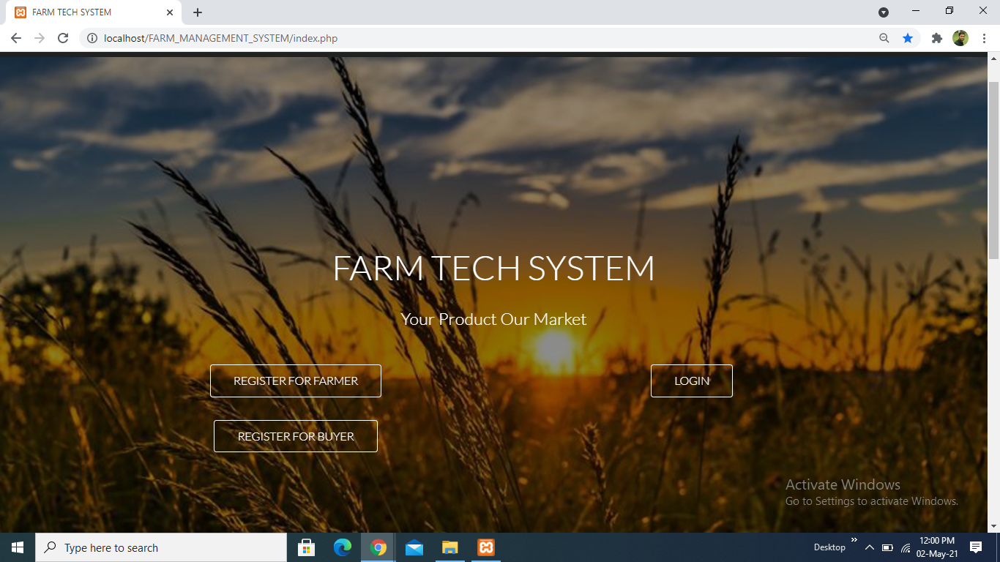 FARM TECH SYSTEM
localhost/FARM_MANAGEMENT_SYSTEM/index.php
FARM TECH SYSTEM
Your Product Our Market
REGISTER FOR FARMER
LOGIN
REGISTER FOR BUYER
Activate Windows
Go to Settings to activate Windows.
Type here to search
Desktop
12:00 PM
02-May-21